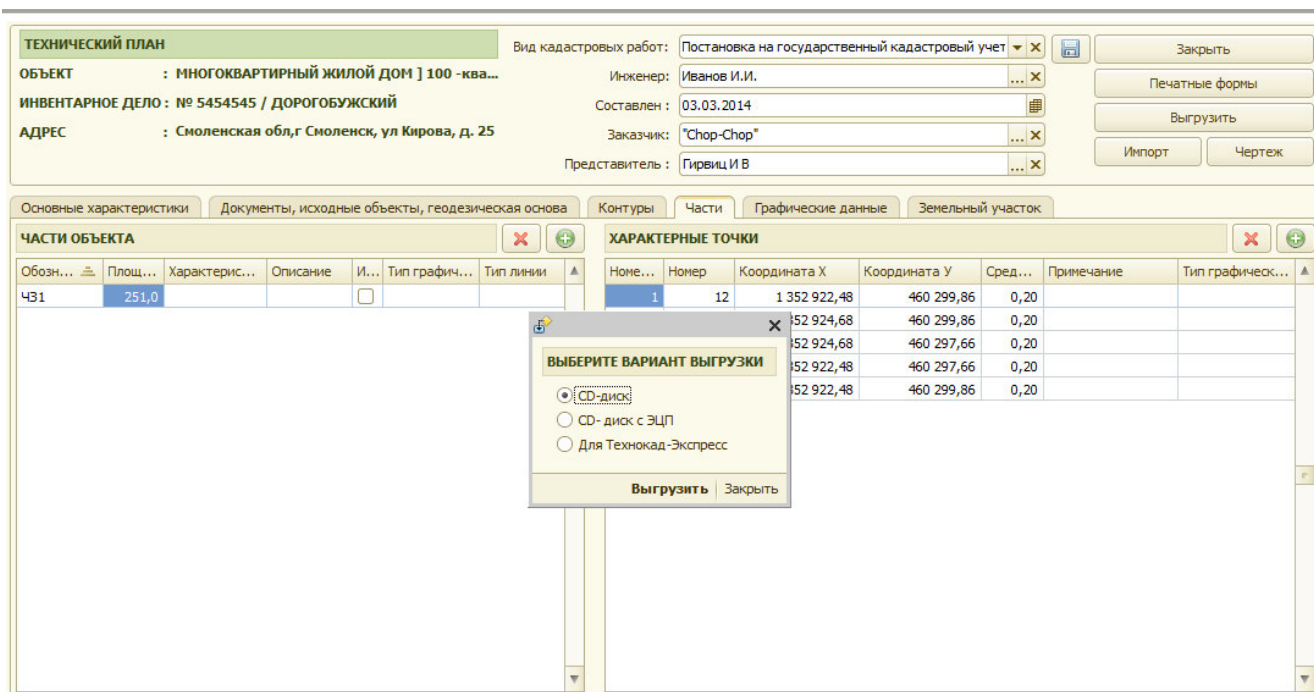 ТЕХНИЧЕСКИЙ ПЛАН
ОБЪЕКТ : МНОГОКВАРТИРНЫЙ ЖИЛОЙ ДОМ ] 100 -ква...
ИНВЕНТАРНОЕ ДЕЛО : № 5454545 / ДОРОГОБУЖСКИЙ
АДРЕС : Смоленская обл,г Смоленск, ул Кирова, д. 25
Вид кадастровых работ: Постановка на государственный кадастровый учет
Инженер: Иванов И.И.
Составлен : 03.03.2014
Заказчик: "Chop-Chop"
Представитель : Гирвиц И В
Закрыть
Печатные формы
Выгрузить
Импорт Чертеж
Основные характеристики Документы, исходные объекты, геодезическая основа Контуры Части Графические данные Земельный участок
ЧАСТИ ОБЪЕКТА
Обозн... Площ... Характерис... Описание И... Тип графич... Тип линии
ЧЗ1 251,0
ХАРАКТЕРНЫЕ ТОЧКИ
Номе... Номер Координата X Координата У Сред... Примечание Тип графическ...
1 12 1 352 922,48 460 299,86 0,20
352 924,68 460 299,86 0,20
352 924,68 460 297,66 0,20
352 922,48 460 297,66 0,20
352 922,48 460 299,86 0,20
ВЫБЕРИТЕ ВАРИАНТ ВЫГРУЗКИ
CD-диск
CD- диск с ЭЦП
Для Технокад-Экспресс
Выгрузить Закрыть